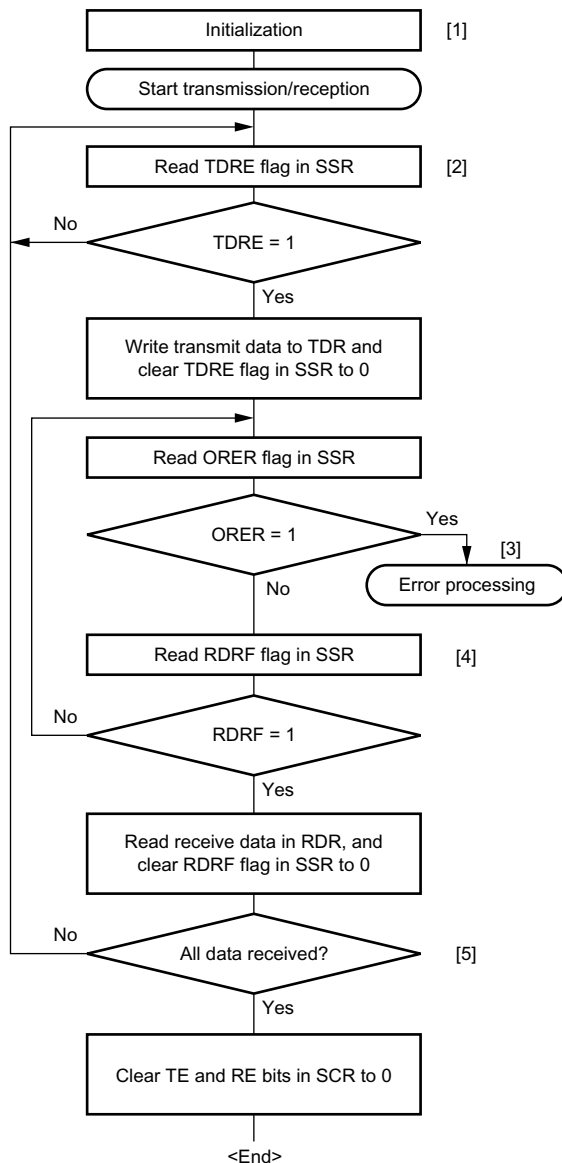 Initialization
[1]
Start transmission/reception
Read TDRE flag in SSR
[2]
No
TDRE = 1
Yes
Write transmit data to TDR and
clear TDRE flag in SSR to 0
Read ORER flag in SSR
ORER = 1
Yes
[3]
Error processing
No
Read RDRF flag in SSR
[4]
No
RDRF = 1
Yes
Read receive data in RDR, and
clear RDRF flag in SSR to 0
No
All data received?
[5]
Yes
Clear TE and RE bits in SCR to 0
<End>